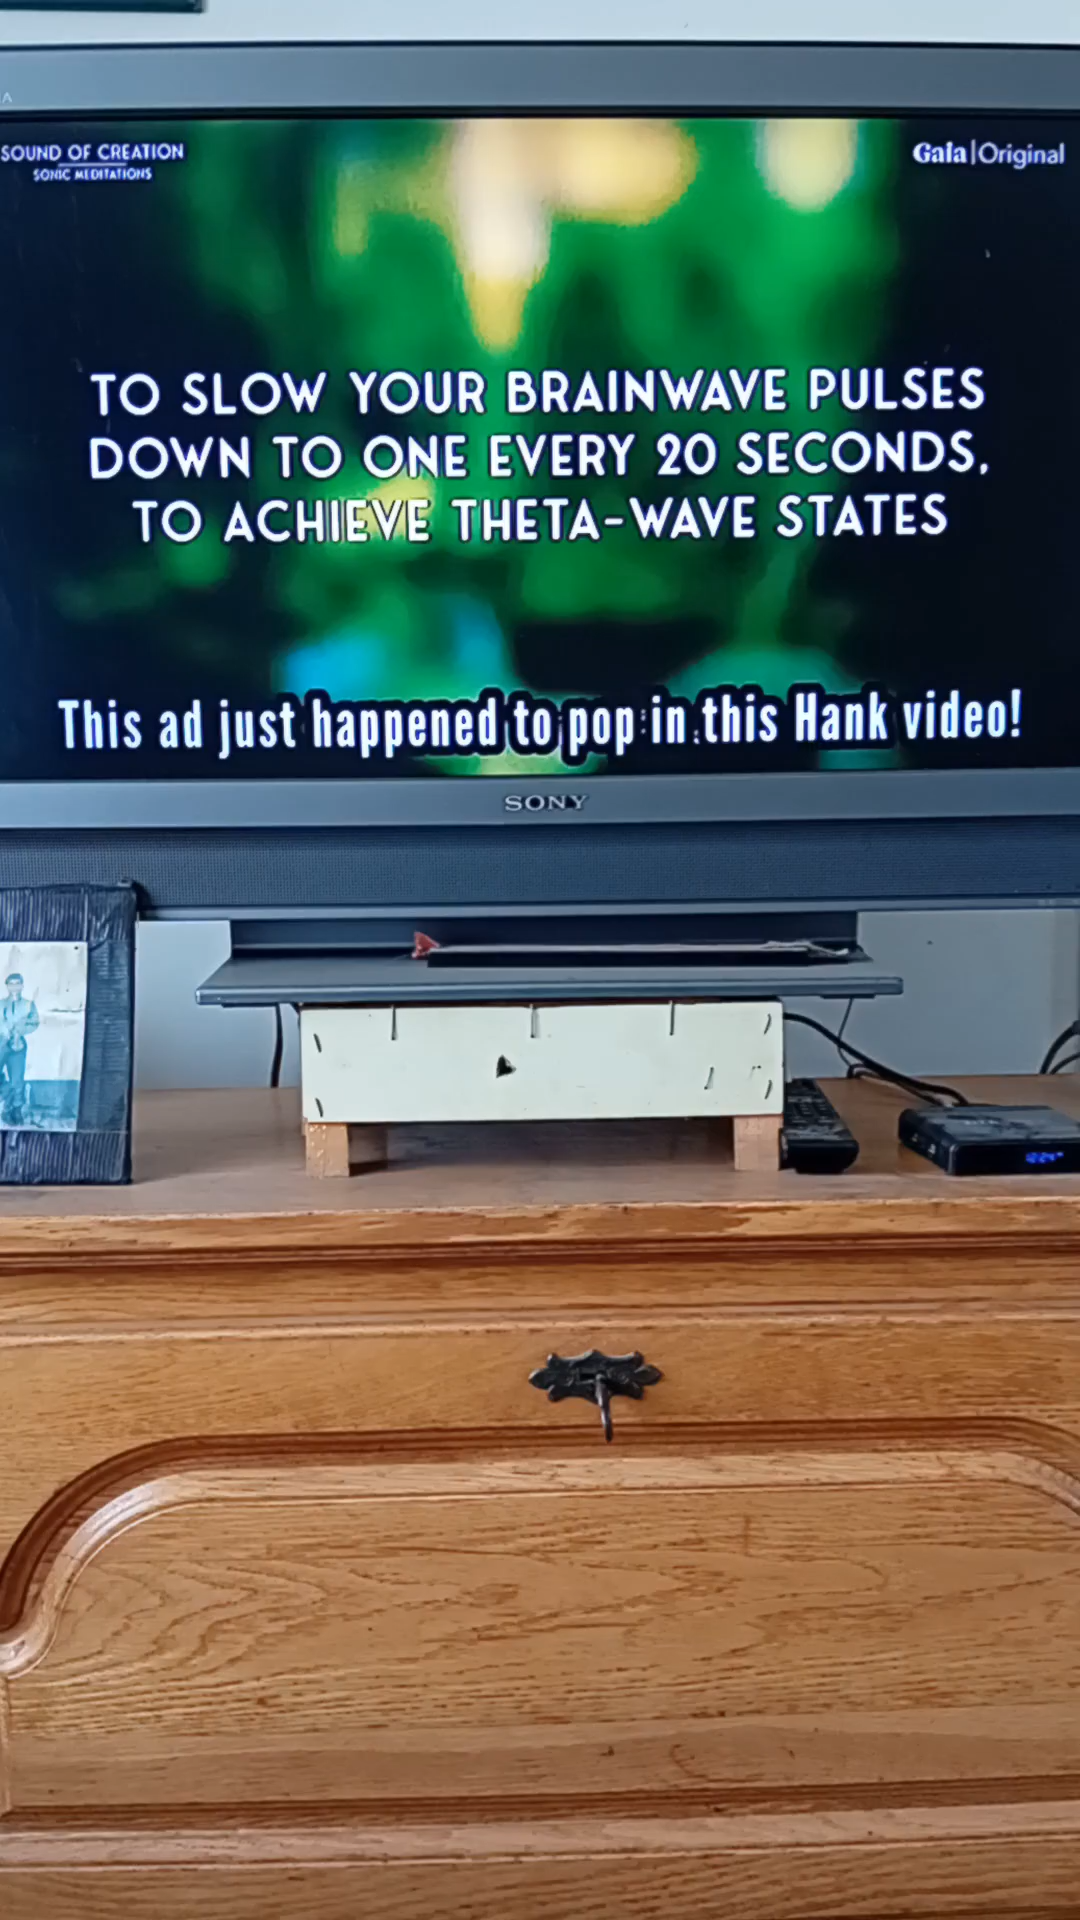 SOUND OF CREATION
SONIC MEDITATIONS
Gaia|Original
TO SLOW YOUR BRAINWAVE PULSES
DOWN TO ONE EVERY 20 SECONDS,
TO ACHIEVE THETA-WAVE STATES
This ad just happened to pop in this Hank video!
SONY